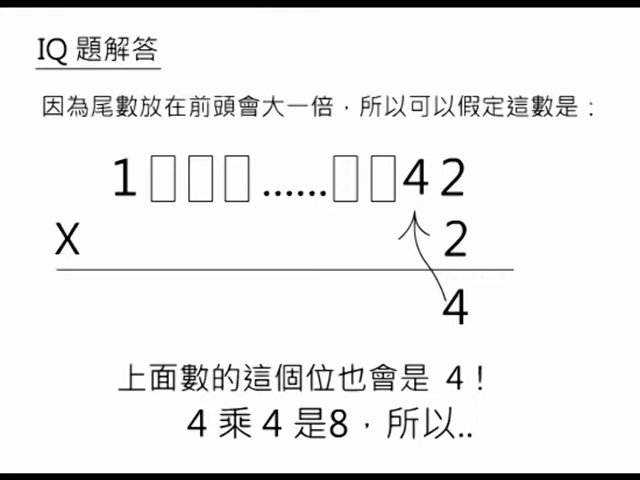 IQ 題解答
因為尾數放在前頭會大一倍，所以可以假定這數是：
1□□□......□□42
X 2
4
上面數的這個位也會是 4！
4 乘 4 是8，所以..